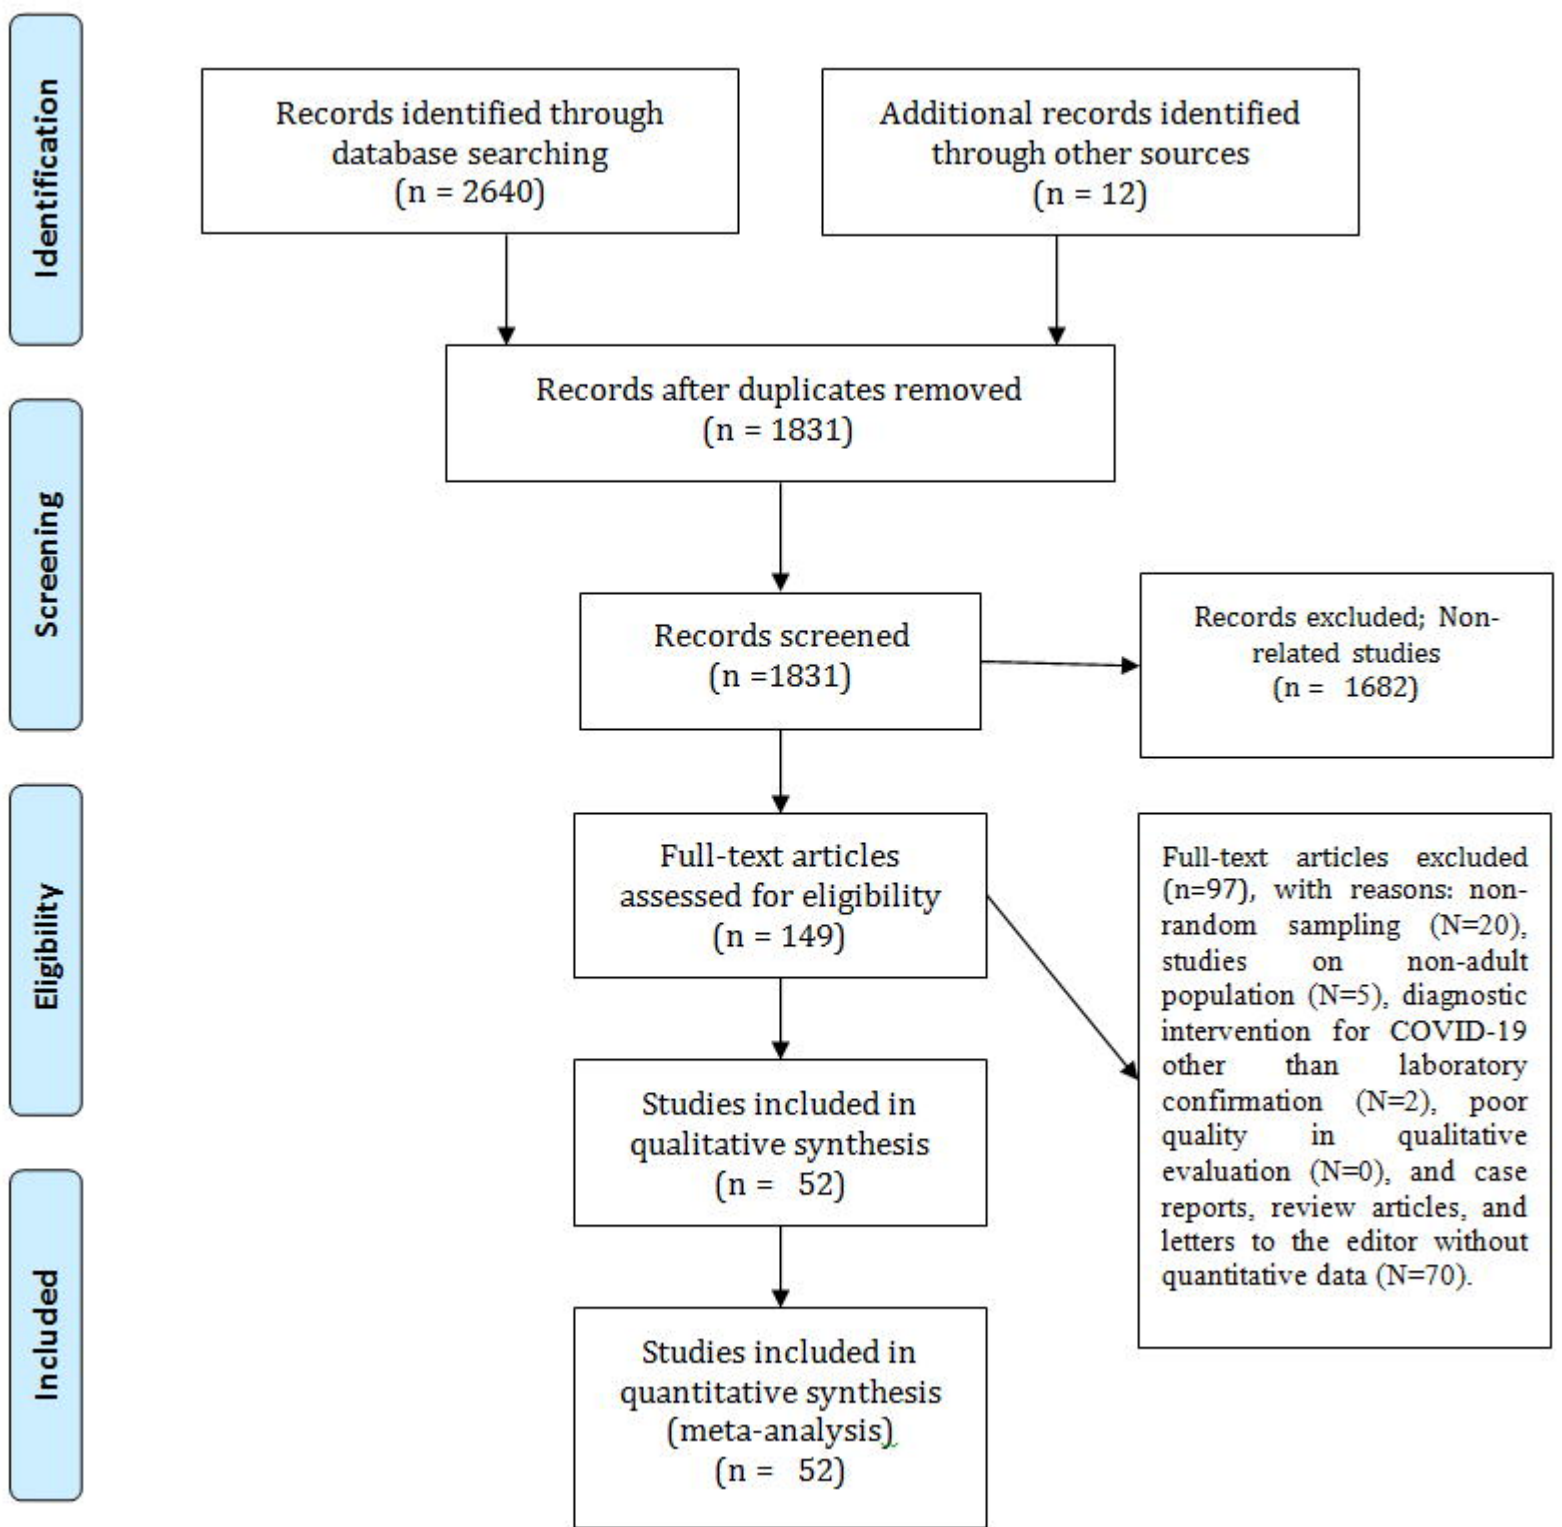 Identification
Records identified through
database searching
(n = 2640)
Additional records identified
through other sources
(n = 12)
Records after duplicates removed
(n = 1831)
Screening
Records screened
(n =1831)
Records excluded; Non-
related studies
(n = 1682)
Eligibility
Full-text articles
assessed for eligibility
(n = 149)
Full-text articles excluded
(n=97), with reasons: non-
random sampling (N=20),
studies on non-adult
population (N=5), diagnostic
intervention for COVID-19
other than laboratory
confirmation (N=2), poor
quality in qualitative
evaluation (N=0), and case
reports, review articles, and
letters to the editor without
quantitative data (N=70).
Studies included in
qualitative synthesis
(n = 52)
Included
Studies included in
quantitative synthesis
(meta-analysis)
(n = 52)